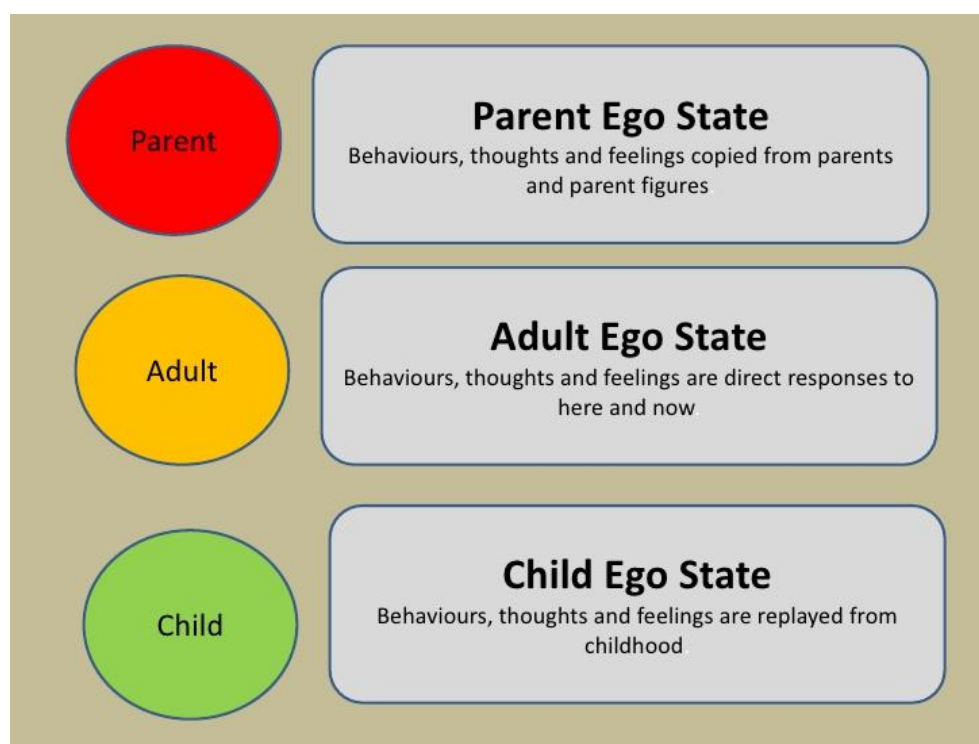 Parent
Parent Ego State
Behaviours, thoughts and feelings copied from parents
and parent figures
Adult
Adult Ego State
Behaviours, thoughts and feelings are direct responses to
here and now
Child
Child Ego State
Behaviours, thoughts and feelings are replayed from
childhood.